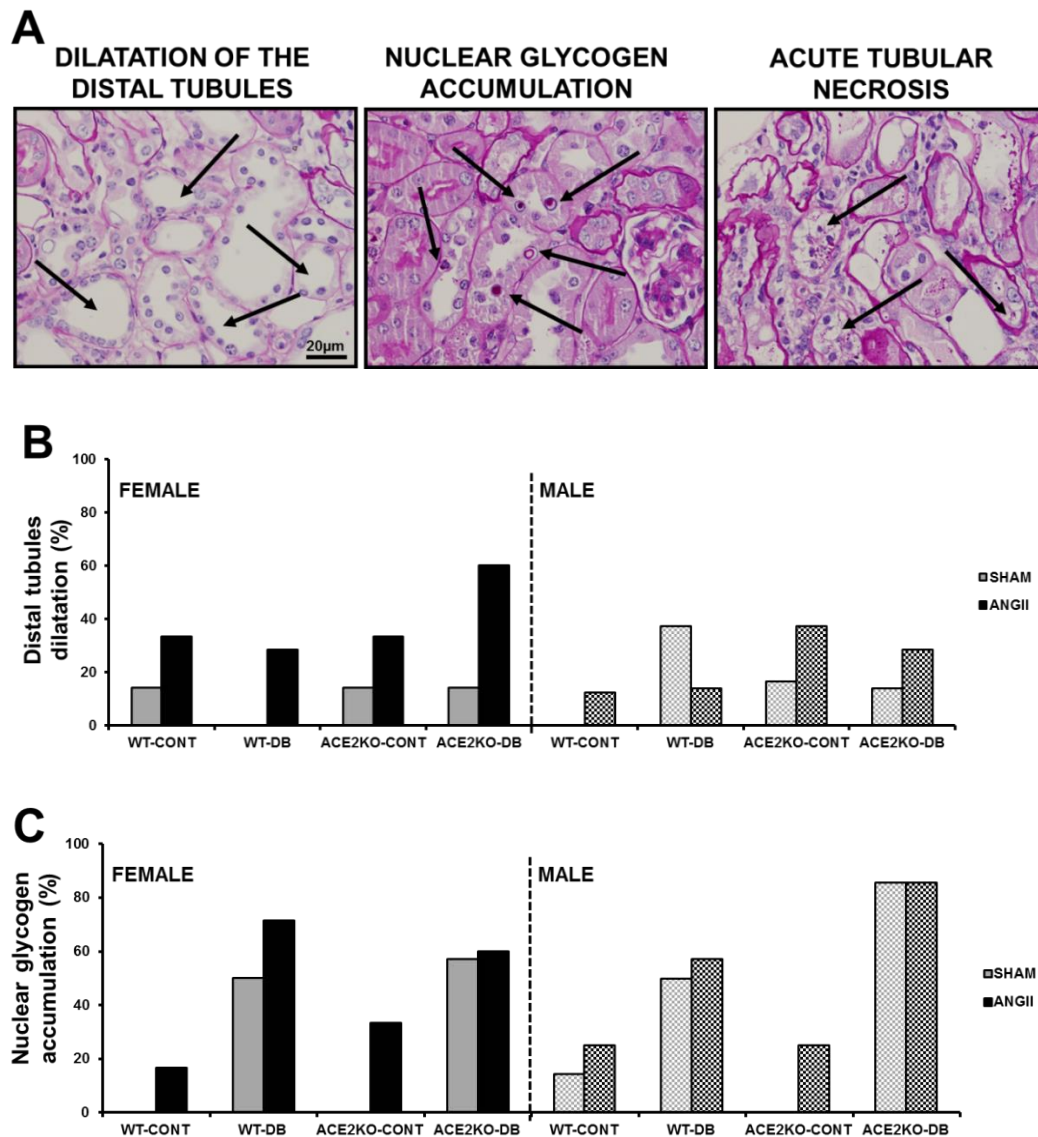 A
DILATATION OF THE
DISTAL TUBULES
NUCLEAR GLYCOGEN
ACCUMULATION
ACUTE TUBULAR
NECROSIS
20µm
B
Distal tubules
dilatation (%)
100
80
60
40
20
0
FEMALE
MALE
WT-CONT
WT-DB
ACE2KO-CONT
ACE2KO-DB
WT-CONT
WT-DB
ACE2KO-CONT
ACE2KO-DB
SHAM
ANGII
C
Nuclear glycogen
accumulation (%)
100
80
60
40
20
0
FEMALE
MALE
WT-CONT
WT-DB
ACE2KO-CONT
ACE2KO-DB
WT-CONT
WT-DB
ACE2KO-CONT
ACE2KO-DB
SHAM
ANGII